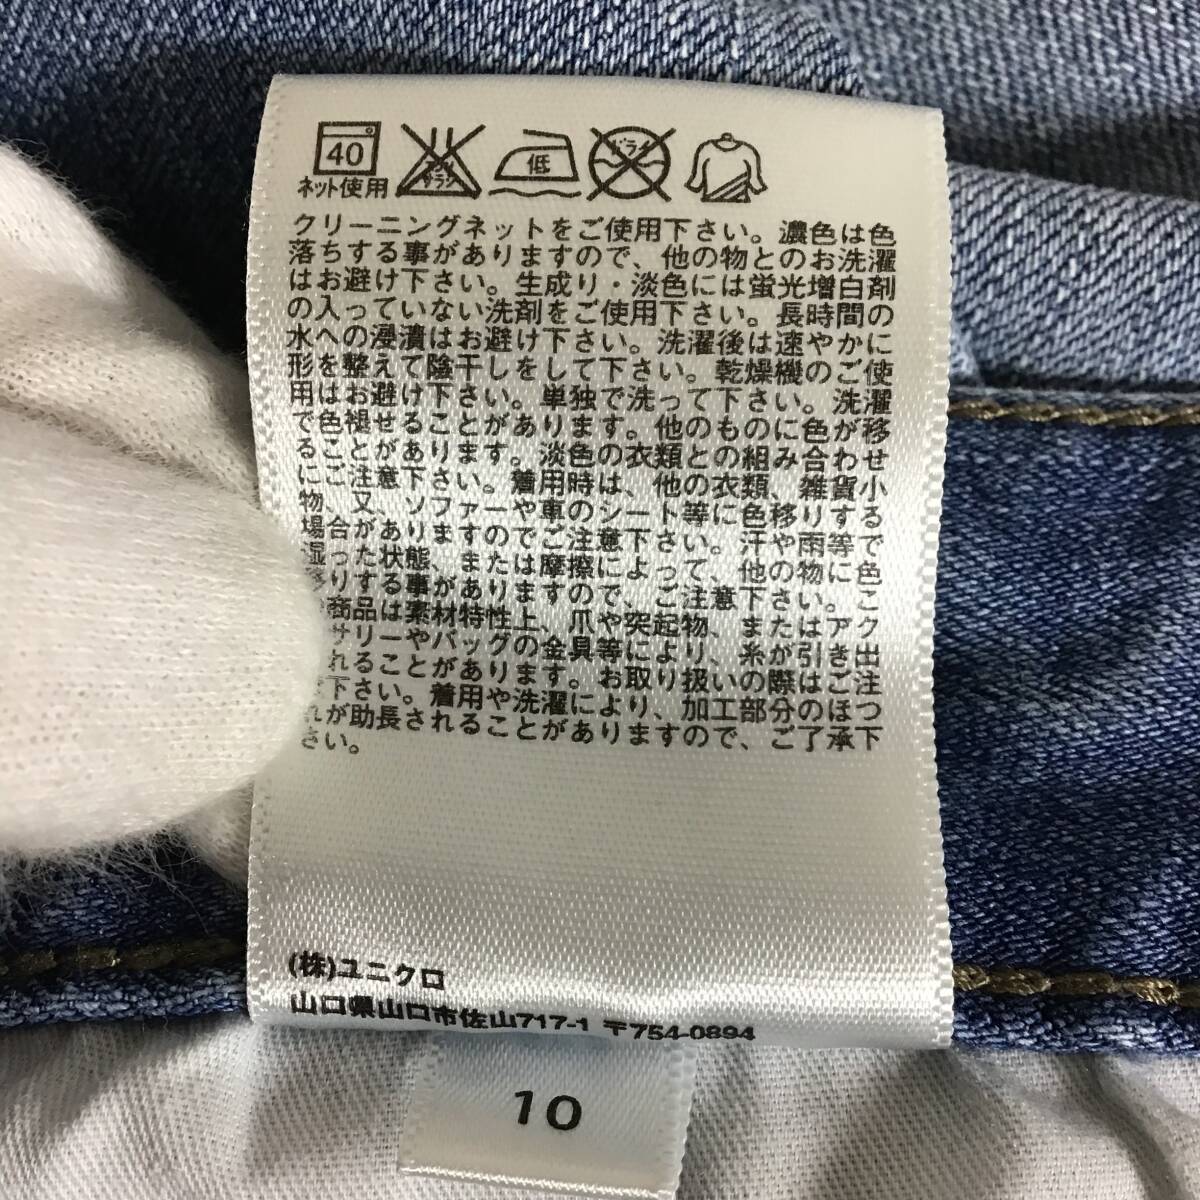 40
ネット使用
エンソ
サラシ
低
ドライ
クリーニングネットをご使用下さい。濃色は色
落ちする事がありますので、他の物とのお洗濯
はお避け下さい。生成り・淡色には蛍光増白剤
の入っていない洗剤をご使用下さい。長時間の
水への浸漬はお避け下さい。洗濯後は速やかに
形を整えて陰干しをして下さい。乾燥機のご使
用はお避け下さい。単独で洗って下さい。洗濯
で色褪せることがあります。他のものに色が移
ることがあります。淡色の衣類との組み合わせ
にご注意下さい。着用時は、他の衣類、雑貨小
物、又、ソファーや車のシート等に色移りする
場合がありますのでご注意下さい。汗や雨等で
湿った状態、または摩擦によって、他の物に色
りする事がありますので、ご注意下さい。こ
商品は素材特性上、爪や突起物、またはアク
サリーやバッグの金具等により、糸が引き出
れることがあります。お取り扱いの際はご注
下さい。着用や洗濯により、加工部分のほつ
れが助長されることがありますので、ご了承下
さい。
(株)ユニクロ
山口県山口市佐山717-1 〒754-0894
10